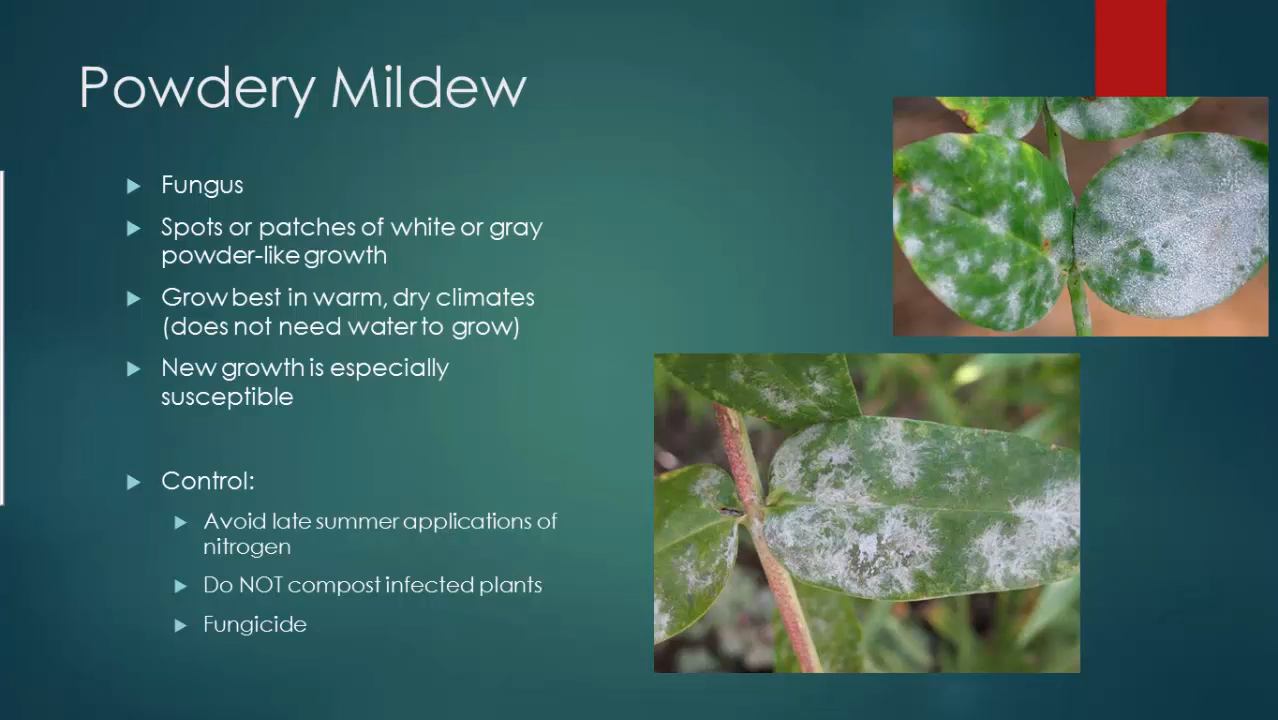 Powdery Mildew
Fungus
Spots or patches of white or gray
powder-like growth
Grow best in warm, dry climates
(does not need water to grow)
New growth is especially
susceptible
Control:
Avoid late summer applications of
nitrogen
Do NOT compost infected plants
Fungicide